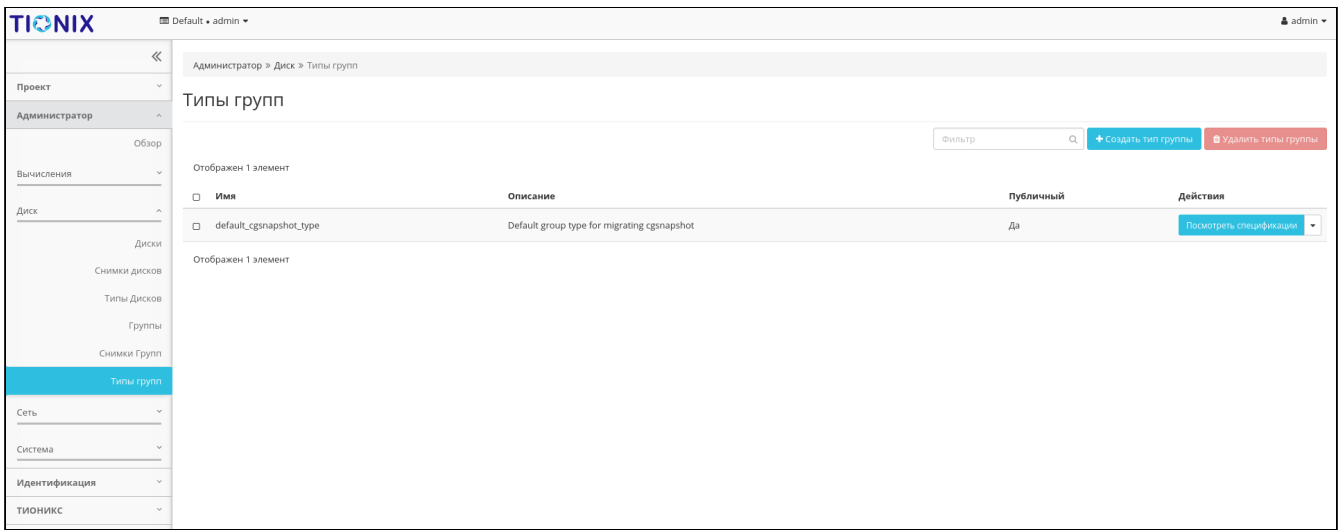 TIONIX
Default • admin
admin
Администратор » Диск » Типы групп
Проект
Типы групп
Администратор
Обзор
Фильтр
Создать тип группы
Удалить типы группы
Отображен 1 элемент
Вычисления
Имя Описание Публичный Действия
Диск
default_cgsnapshot_type Default group type for migrating cgsnapshot Да Посмотреть спецификации
Диски
Отображен 1 элемент
Снимки дисков
Типы Дисков
Группы
Снимки Групп
Типы групп
Сеть
Система
Идентификация
ТИОНИКС